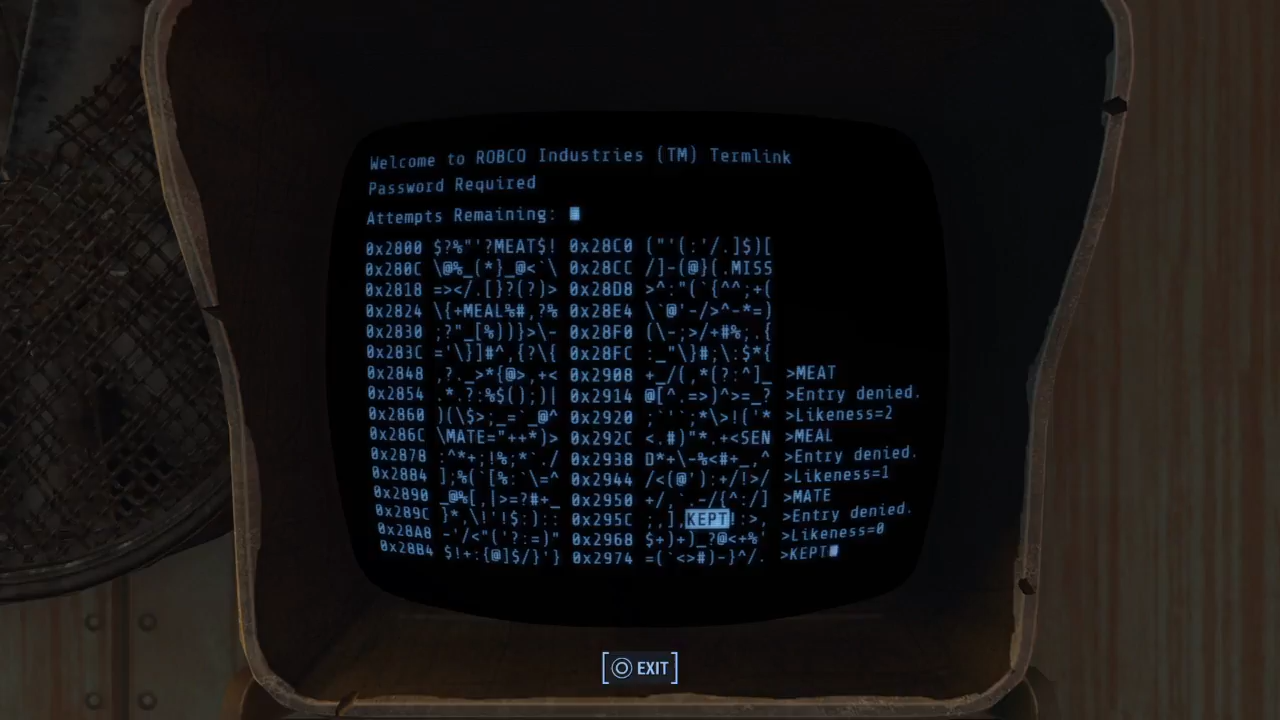 Welcome to ROBCO Industries (TM) Termlink
Password Required
Attempts Remaining: ■
0x2800 $?%"'?MEAT$! 0x28C0 ("'(:'/.]$)[
0x280C \@%_(*}_@<`\ 0x28CC /]-(@}(.MISS
0x2818 =></.[}?(?)> 0x28D8 >^:"(`{^^;+(
0x2824 \{+MEAL%#,?% 0x28E4 \`@'-/>^-*=)
0x2830 ;?"_[%))}>\- 0x28F0 (\-;>/+#%;.{
0x283C ='\}]#^,{?\{ 0x28FC :_"\}#;\:$*{
0x2848 ,?._>*{@>,+< 0x2908 +_/(,*(?:^]_ >MEAT
0x2854 .*.?:%$();)| 0x2914 @[^.=>)^>=_? >Entry denied.
0x2860 )(\$>;_=`_@^ 0x2920 ;`'`;*\>!('* >Likeness=2
0x286C \MATE="++*)> 0x292C <.#)"*.+<SEN >MEAL
0x2878 :^*+;!%;*`./ 0x2938 D*+\-%<#+_,^ >Entry denied.
0x2884 ];%(`[%:`\=^ 0x2944 /<(@'):+/!>/ >Likeness=1
0x2890 _@%[,|>=?#+_ 0x2950 +/,`.-/{^:/] >MATE
0x289C }*,\!'!$:):: 0x295C ;,],KEPT!:>, >Entry denied.
0x28A8 -'/<"('?:=)" 0x2968 $+)+)_?@<+%' >Likeness=0
0x28B4 $!+:{@]$/}'} 0x2974 =(`<>#)-}^/. >KEPT■
EXIT